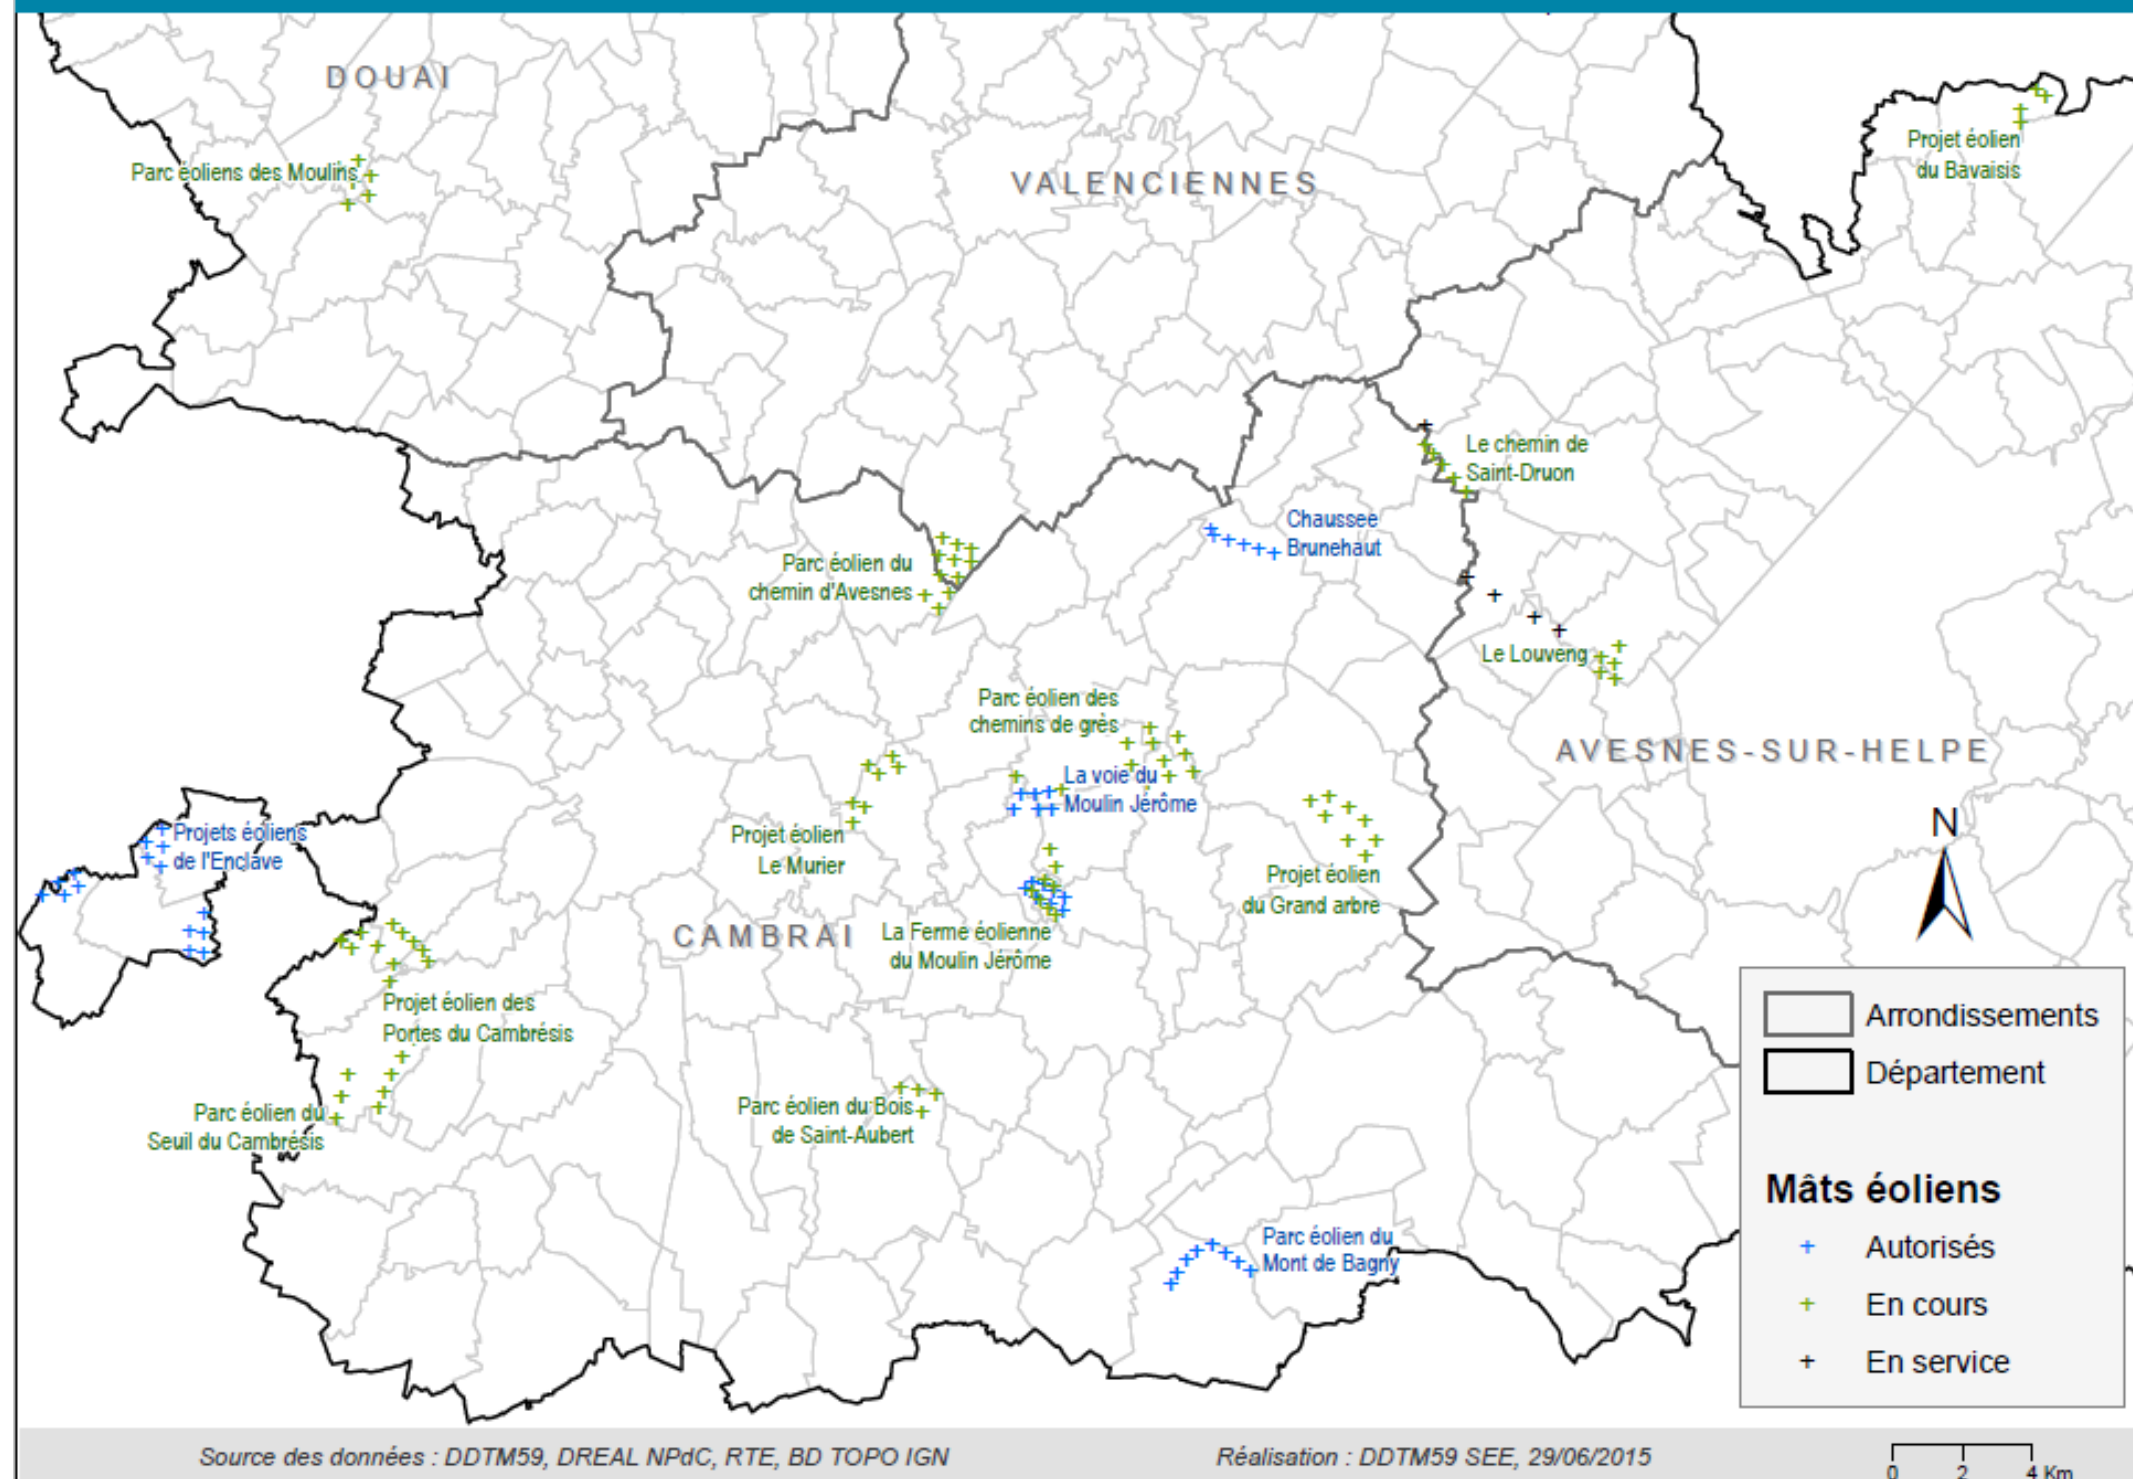 DOUAI
Parc éoliens des Moulins
VALENCIENNES
Projet éolien
du Bavaisis
Le chemin de
Saint-Druon
Chaussee
Brunehaut
Parc éolien du
chemin d'Avesnes
Le Louveng
Parc éolien des
chemins de grès
AVESNES-SUR-HELPE
La voie du
Moulin Jérôme
Projets éoliens
de l'Enclave
Projet éolien
Le Murier
Projet éolien
du Grand arbre
N
CAMBRAI
La Ferme éolienne
du Moulin Jérôme
Projet éolien des
Portes du Cambrésis
Parc éolien du
Seuil du Cambrésis
Parc éolien du Bois
de Saint-Aubert
Parc éolien du
Mont de Bagny
Arrondissements
Département
Mâts éoliens
Autorisés
En cours
En service
Source des données : DDTM59, DREAL NPdC, RTE, BD TOPO IGN
Réalisation : DDTM59 SEE, 29/06/2015
0 2 4 Km